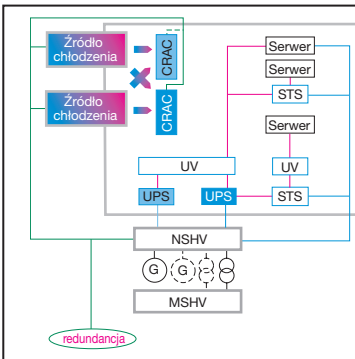 Źródło
chłodzenia
CRAC
Serwer
Serwer
STS
Źródło
chłodzenia
CRAC
Serwer
UV
UV
UPS
UPS
STS
NSHV
G
G
MSHV
redundancja